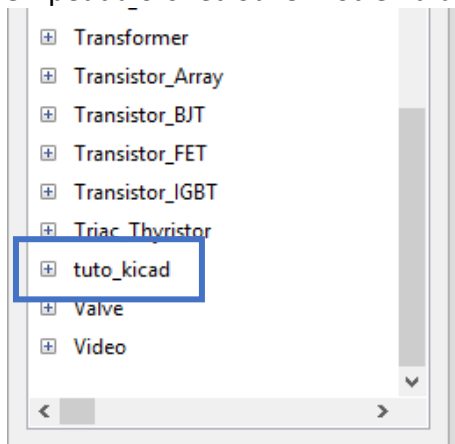 Transformer
Transistor_Array
Transistor_BJT
Transistor_FET
Transistor_IGBT
Triac_Thyristor
tuto_kicad
Valve
Video